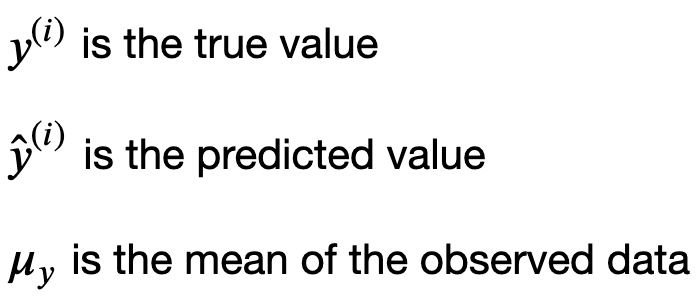 y⁽ⁱ⁾ is the true value
ŷ⁽ⁱ⁾ is the predicted value
μ_y is the mean of the observed data